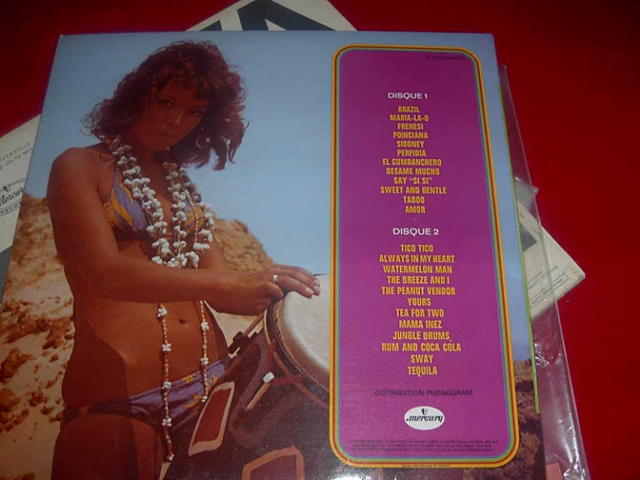 DISQUE 1
BRAZIL
MARIA-LA-O
FRENESI
POINCIANA
SIBONEY
PERFIDIA
EL CUMBANCHERO
BESAME MUCHO
SAY "SI SI"
SWEET AND GENTLE
TABOO
AMOR
DISQUE 2
TICO TICO
ALWAYS IN MY HEART
WATERMELON MAN
THE BREEZE AND I
THE PEANUT VENDOR
YOURS
TEA FOR TWO
MAMA INEZ
JUNGLE DRUMS
RUM AND COCA COLA
SWAY
TEQUILA
DISTRIBUTION PHONOGRAM
mercury
Mercury